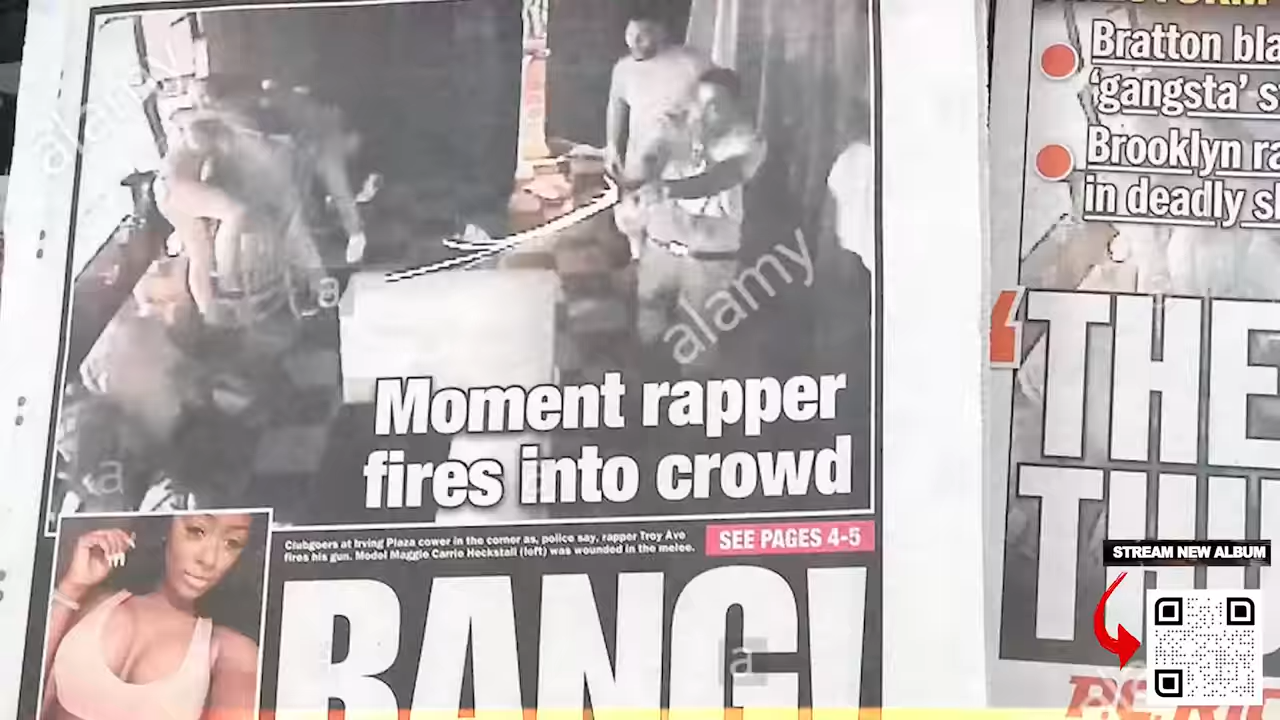 Moment rapper
fires into crowd
Clubgoers at Irving Plaza cower in the corner as, police say, rapper Troy Ave
fires his gun. Model Maggie Carrie Heckstall (left) was wounded in the melee.
SEE PAGES 4-5
BANG!
Bratton bla
'gangsta' s
Brooklyn ra
in deadly s
'THE
STREAM NEW ALBUM
alamy
alamy
a
a
a
a